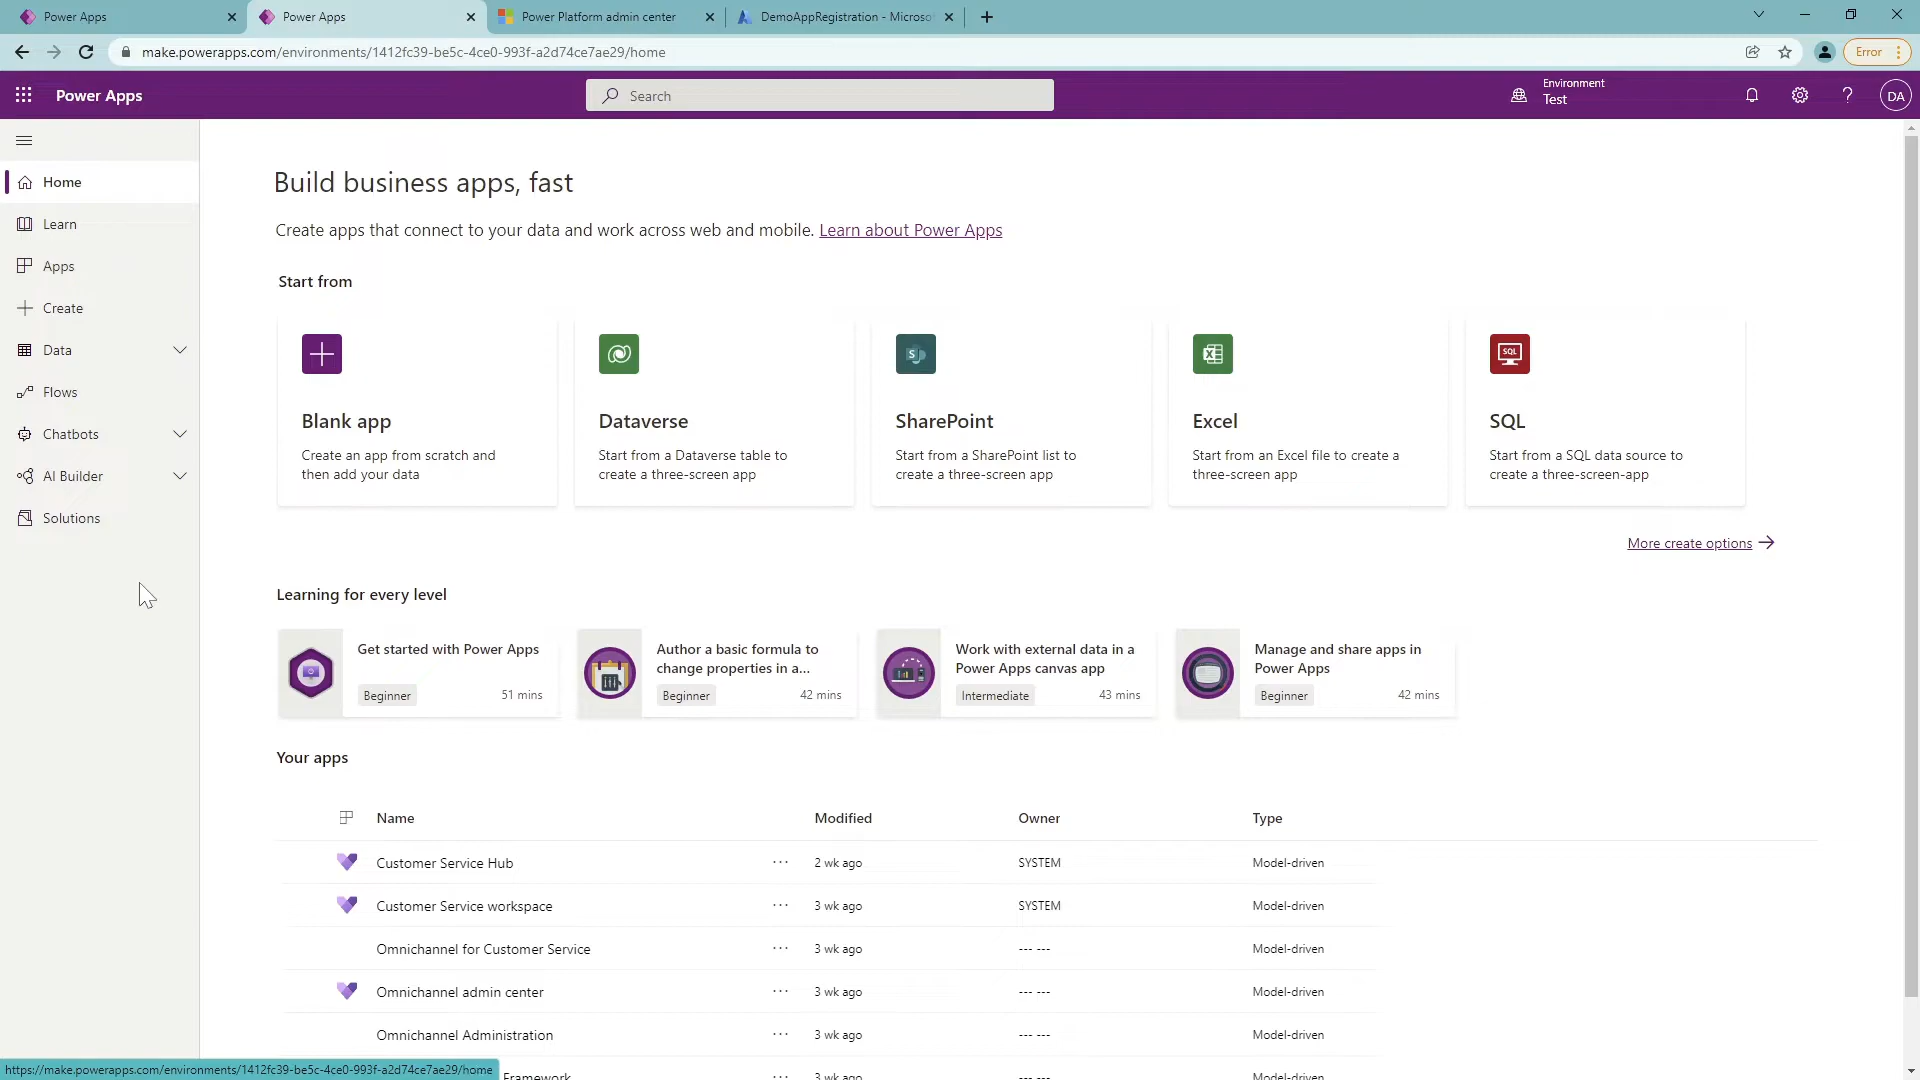 Power Apps
Power Apps
Power Platform admin center
DemoAppRegistration - Microso
make.powerapps.com/environments/1412fc39-be5c-4ce0-993f-a2d74ce7ae29/home
Error
Power Apps
Search
Environment
Test
?
DA
Home
Learn
Apps
Create
Data
Flows
Chatbots
AI Builder
Solutions
Build business apps, fast
Create apps that connect to your data and work across web and mobile. Learn about Power Apps
Start from
Blank app
Create an app from scratch and
then add your data
Dataverse
Start from a Dataverse table to
create a three-screen app
S
SharePoint
Start from a SharePoint list to
create a three-screen app
X
Excel
Start from an Excel file to create a
three-screen app
SQL
SQL
Start from a SQL data source to
create a three-screen-app
More create options
Learning for every level
Get started with Power Apps
Beginner 51 mins
Author a basic formula to
change properties in a...
Beginner 42 mins
Work with external data in a
Power Apps canvas app
Intermediate 43 mins
Manage and share apps in
Power Apps
Beginner 42 mins
Your apps
Name Modified Owner Type
Customer Service Hub ... 2 wk ago SYSTEM Model-driven
Customer Service workspace ... 3 wk ago SYSTEM Model-driven
Omnichannel for Customer Service ... 3 wk ago --- --- Model-driven
Omnichannel admin center ... 3 wk ago --- --- Model-driven
Omnichannel Administration ... 3 wk ago --- --- Model-driven
Framework ... 3 wk ago --- --- Model-driven
https://make.powerapps.com/environments/1412fc39-be5c-4ce0-993f-a2d74ce7ae29/home